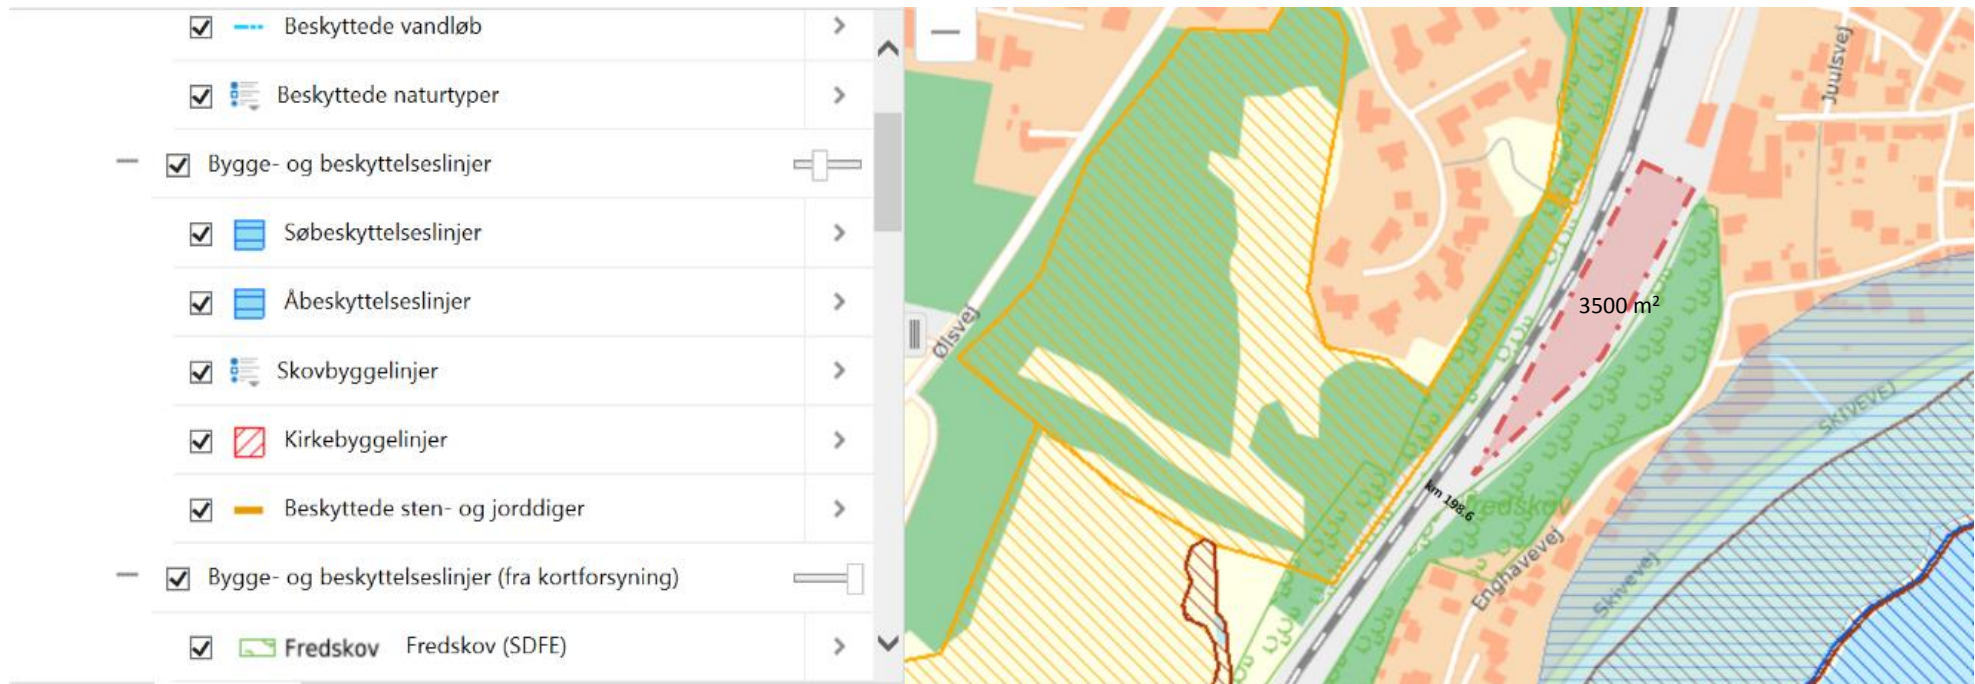 Beskyttede vandløb
Beskyttede naturtyper
Bygge- og beskyttelseslinjer
Søbeskyttelseslinjer
Åbeskyttelseslinjer
Skovbyggelinjer
Kirkebyggelinjer
Beskyttede sten- og jorddiger
Bygge- og beskyttelseslinjer (fra kortforsyning)
Fredskov Fredskov (SDFE)
Juulsvej
Ølsvej
3500 m²
km 198.6
Fredskov
Enghavevej
Skivevej
SKIVEVEJ